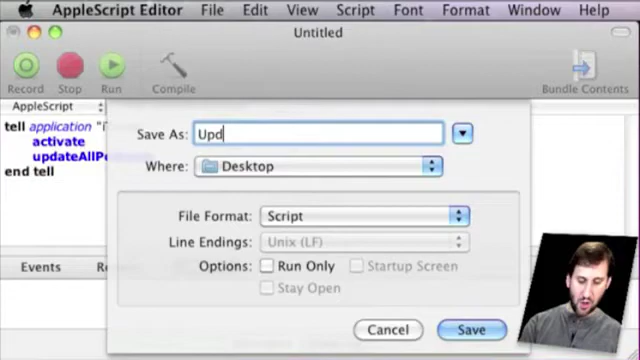 AppleScript Editor File Edit View Script Font Format Window Help
Untitled
Record Stop Run Compile Bundle Contents
AppleScript
Save As: Upd
tell application
activate
Where: Desktop
end tell
File Format: Script
Line Endings: Unix (LF)
Events
Options: Run Only Startup Screen
Stay Open
Cancel Save